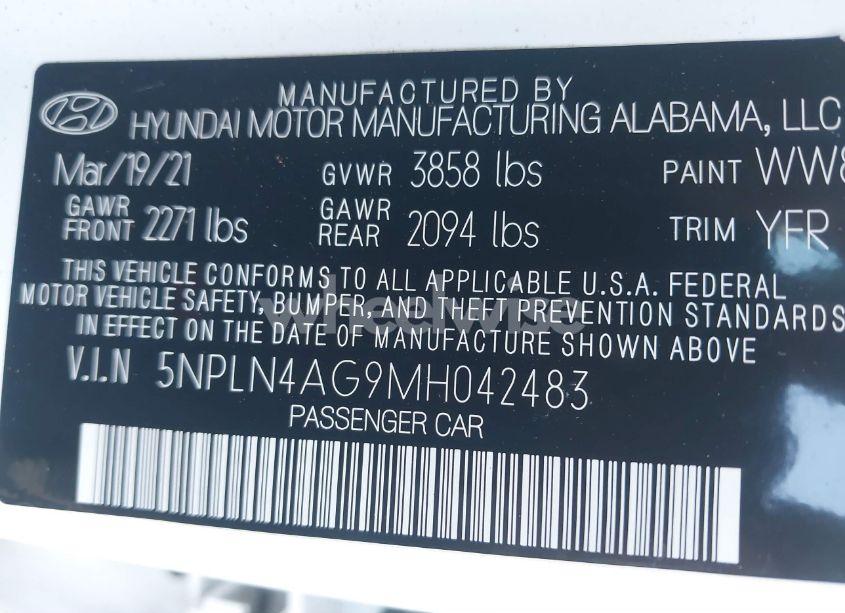 MANUFACTURED BY
HYUNDAI MOTOR MANUFACTURING ALABAMA, LLC
Mar/19/21 GVWR 3858 lbs PAINT WW8
GAWR FRONT 2271 lbs GAWR REAR 2094 lbs TRIM YFR
THIS VEHICLE CONFORMS TO ALL APPLICABLE U.S.A. FEDERAL
MOTOR VEHICLE SAFETY, BUMPER, AND THEFT PREVENTION STANDARDS
IN EFFECT ON THE DATE OF MANUFACTURE SHOWN ABOVE
V.I.N 5NPLN4AG9MH042483
PASSENGER CAR
wheelwise